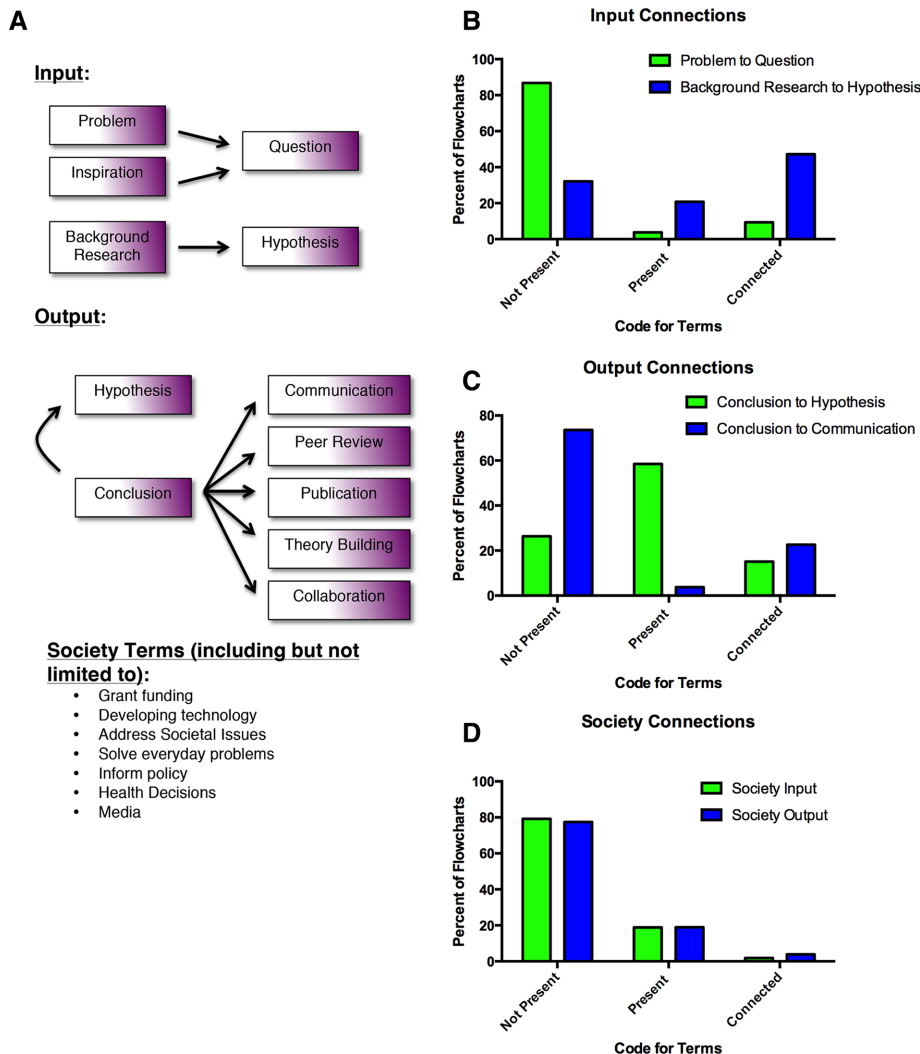 A
Input:
Problem
Inspiration
Question
Background
Research
Hypothesis
Output:
Hypothesis
Conclusion
Communication
Peer Review
Publication
Theory Building
Collaboration
Society Terms (including but not
limited to):
• Grant funding
• Developing technology
• Address Societal Issues
• Solve everyday problems
• Inform policy
• Health Decisions
• Media
B
Input Connections
Problem to Question
Background Research to Hypothesis
Percent of Flowcharts
100
80
60
40
20
0
Not Present
Present
Connected
Code for Terms
C
Output Connections
Conclusion to Hypothesis
Conclusion to Communication
Percent of Flowcharts
80
60
40
20
0
Not Present
Present
Connected
Code for Terms
D
Society Connections
Society Input
Society Output
Percent of Flowcharts
100
80
60
40
20
0
Not Present
Present
Connected
Code for Terms